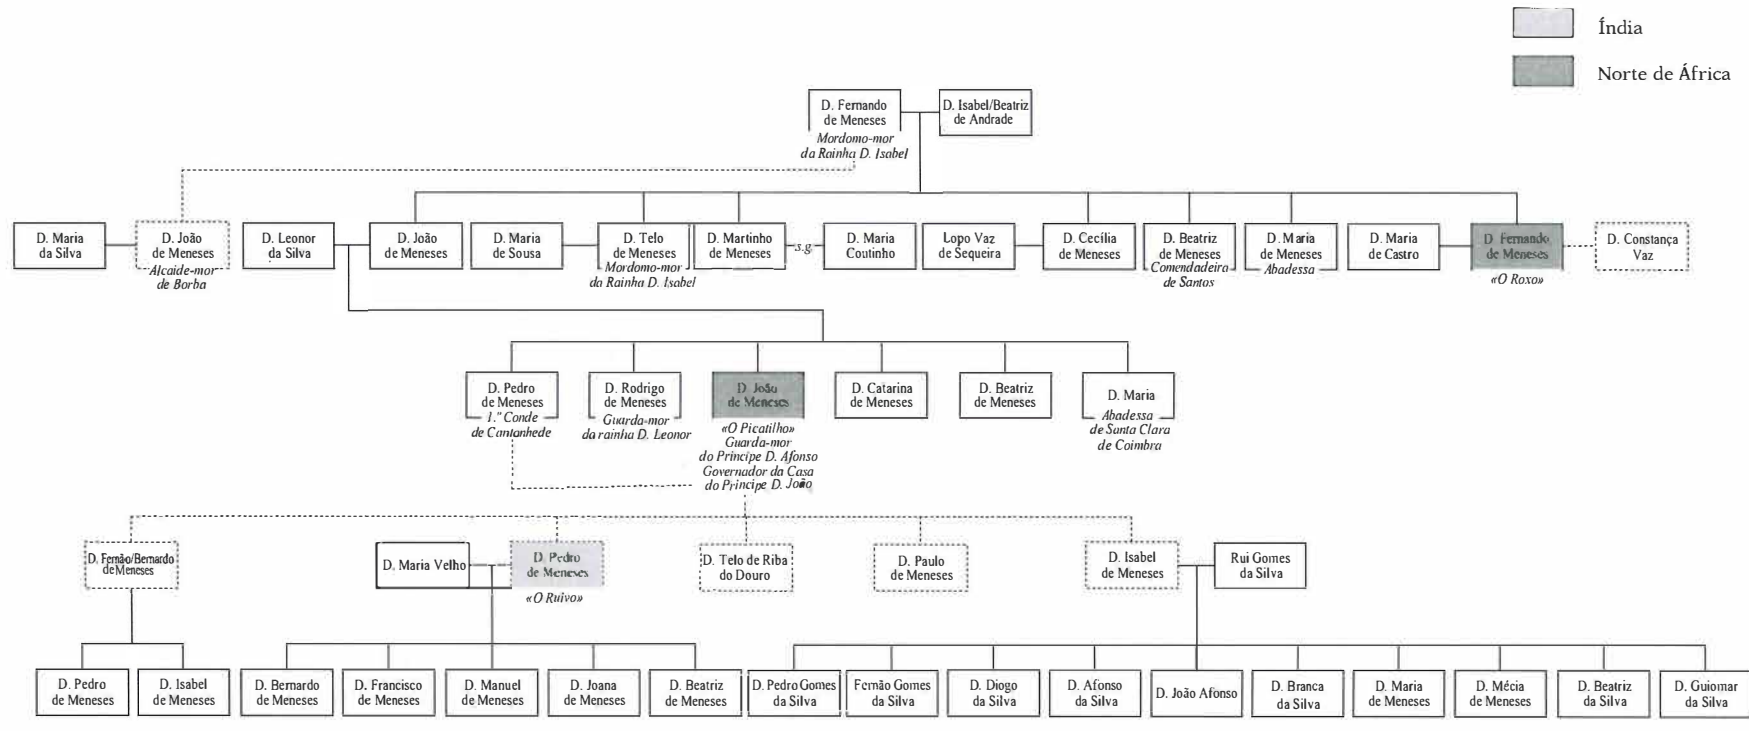 Índia
Norte de África
D. Fernando
de Meneses
Mordomo-mor
da Rainha D. Isabel
D. Isabel/Beatriz
de Andrade
D. Maria
da Silva
D. João
de Meneses
Alcaide-mor
de Borba
D. Leonor
da Silva
D. João
de Meneses
D. Maria
de Sousa
D. Telo
de Meneses
Mordomo-mor
da Rainha D. Isabel
D. Martinho
de Meneses
s.g.
D. Maria
Coutinho
Lopo Vaz
de Sequeira
D. Cecília
de Meneses
D. Beatriz
de Meneses
Comendadeira
de Santos
D. Maria
de Meneses
Abadessa
D. Maria
de Castro
D. Fernando
de Meneses
«O Roxo»
D. Constança
Vaz
D. Pedro
de Meneses
1.º Conde
de Cantanhede
D. Rodrigo
de Meneses
Guarda-mor
da rainha D. Leonor
D. João
de Meneses
«O Picatilho»
Guarda-mor
do Príncipe D. Afonso
Governador da Casa
do Príncipe D. João
D. Catarina
de Meneses
D. Beatriz
de Meneses
D. Maria
Abadessa
de Santa Clara
de Coimbra
D. Fernão/Bernardo
de Meneses
D. Maria Velho
D. Pedro
de Meneses
«O Ruivo»
D. Telo de Riba
do Douro
D. Paulo
de Meneses
D. Isabel
de Meneses
Rui Gomes
da Silva
D. Pedro
de Meneses
D. Isabel
de Meneses
D. Bernardo
de Meneses
D. Francisco
de Meneses
D. Manuel
de Meneses
D. Joana
de Meneses
D. Beatriz
de Meneses
D. Pedro Gomes
da Silva
Fernão Gomes
da Silva
D. Diogo
da Silva
D. Afonso
da Silva
D. João Afonso
D. Branca
da Silva
D. Maria
de Meneses
D. Mécia
de Meneses
D. Beatriz
da Silva
D. Guiomar
da Silva